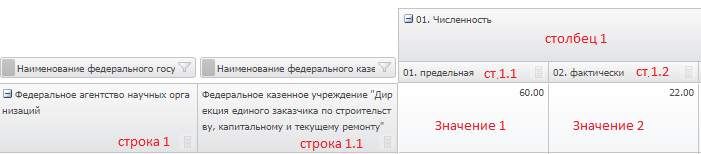 01. Численность
столбец 1
Наименование федерального госу
Наименование федерального казе
01. предельная ст.1.1
02. фактически ст.1.2
Федеральное агентство научных орга
низаций
строка 1
Федеральное казенное учреждение "Дир
екция единого заказчика по строительст
ву, капитальному и текущему ремонту"
строка 1.1
60.00
Значение 1
22.00
Значение 2